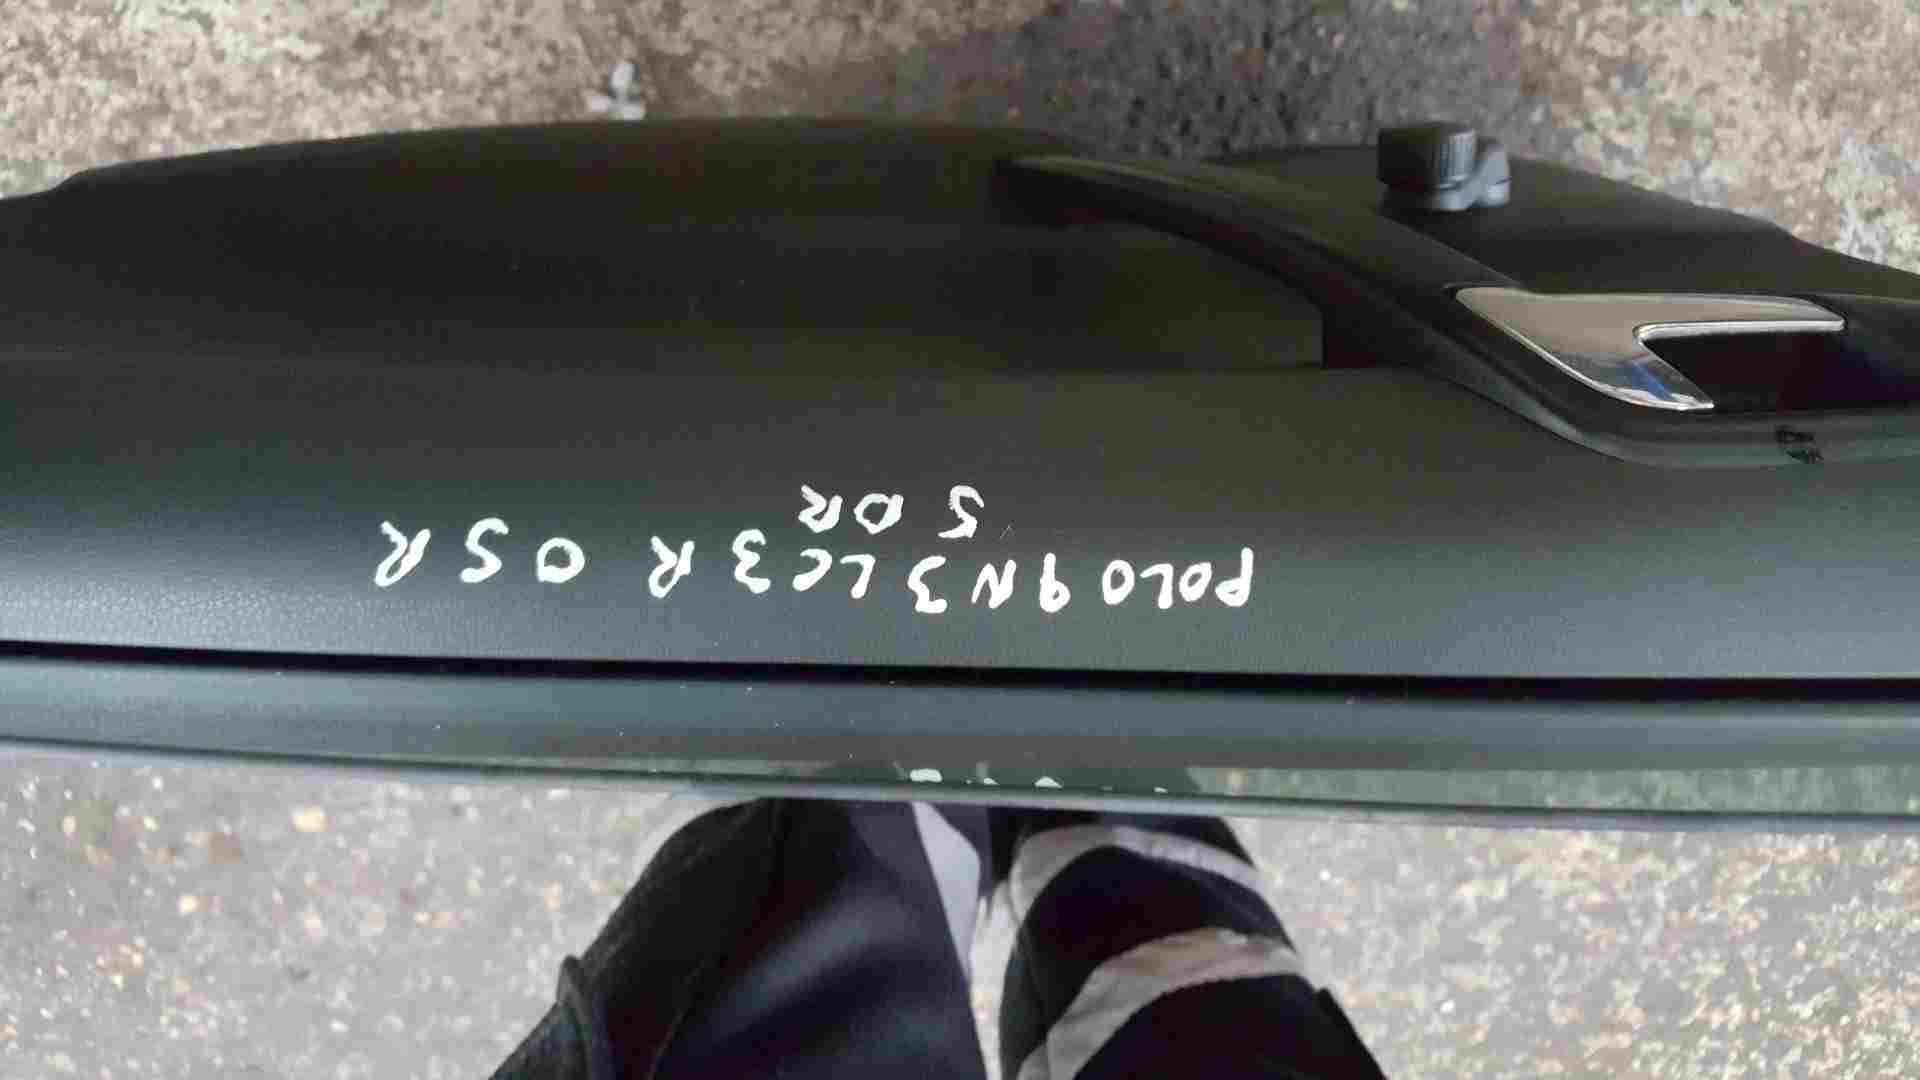 POLO 9N3 LC3R OSR
5 DR